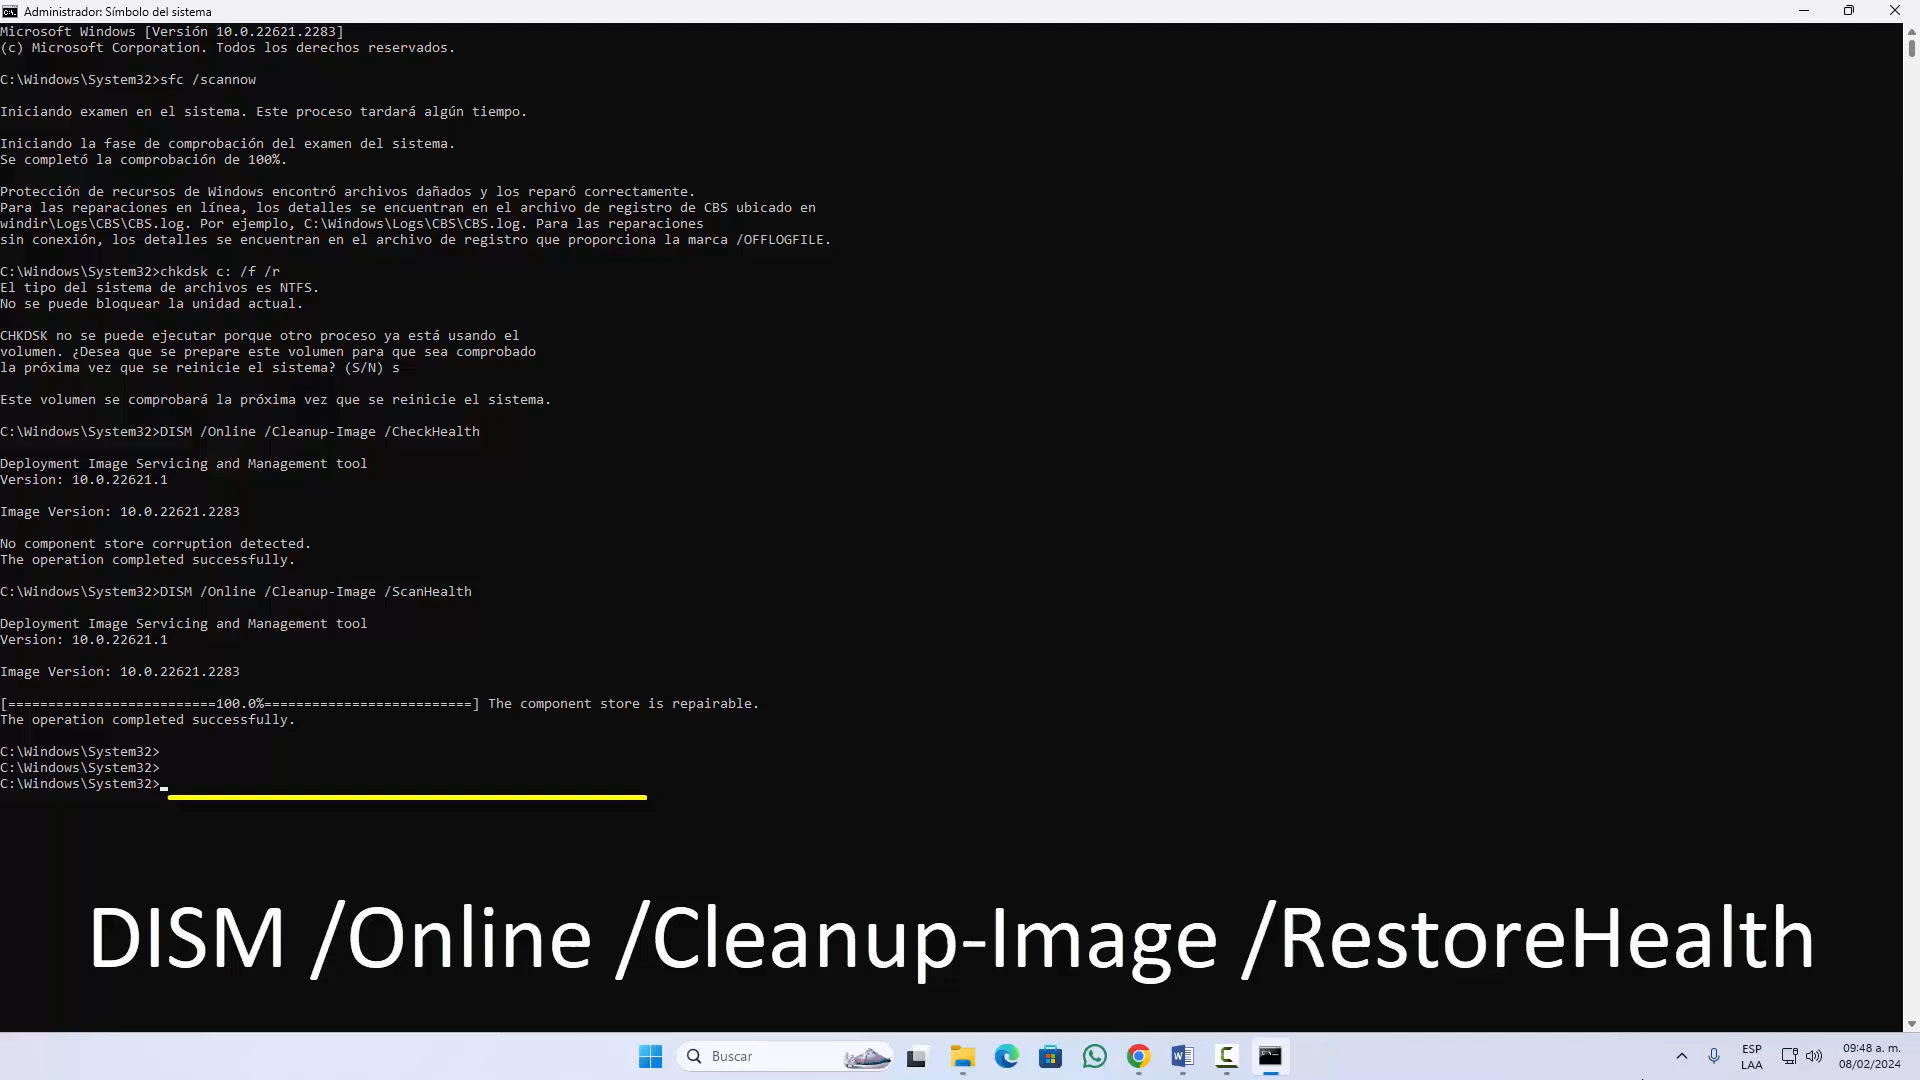 Administrador: Símbolo del sistema
Microsoft Windows [Versión 10.0.22621.2283]
(c) Microsoft Corporation. Todos los derechos reservados.
C:\Windows\System32>sfc /scannow
Iniciando examen en el sistema. Este proceso tardará algún tiempo.
Iniciando la fase de comprobación del examen del sistema.
Se completó la comprobación de 100%.
Protección de recursos de Windows encontró archivos dañados y los reparó correctamente.
Para las reparaciones en línea, los detalles se encuentran en el archivo de registro de CBS ubicado en
windir\Logs\CBS\CBS.log. Por ejemplo, C:\Windows\Logs\CBS\CBS.log. Para las reparaciones
sin conexión, los detalles se encuentran en el archivo de registro que proporciona la marca /OFFLOGFILE.
C:\Windows\System32>chkdsk c: /f /r
El tipo del sistema de archivos es NTFS.
No se puede bloquear la unidad actual.
CHKDSK no se puede ejecutar porque otro proceso ya está usando el
volumen. ¿Desea que se prepare este volumen para que sea comprobado
la próxima vez que se reinicie el sistema? (S/N) s
Este volumen se comprobará la próxima vez que se reinicie el sistema.
C:\Windows\System32>DISM /Online /Cleanup-Image /CheckHealth
Deployment Image Servicing and Management tool
Version: 10.0.22621.1
Image Version: 10.0.22621.2283
No component store corruption detected.
The operation completed successfully.
C:\Windows\System32>DISM /Online /Cleanup-Image /ScanHealth
Deployment Image Servicing and Management tool
Version: 10.0.22621.1
Image Version: 10.0.22621.2283
[==========================100.0%==========================] The component store is repairable.
The operation completed successfully.
C:\Windows\System32>
C:\Windows\System32>
C:\Windows\System32>
DISM /Online /Cleanup-Image /RestoreHealth
Buscar
ESP
LAA
09:48 a. m.
08/02/2024